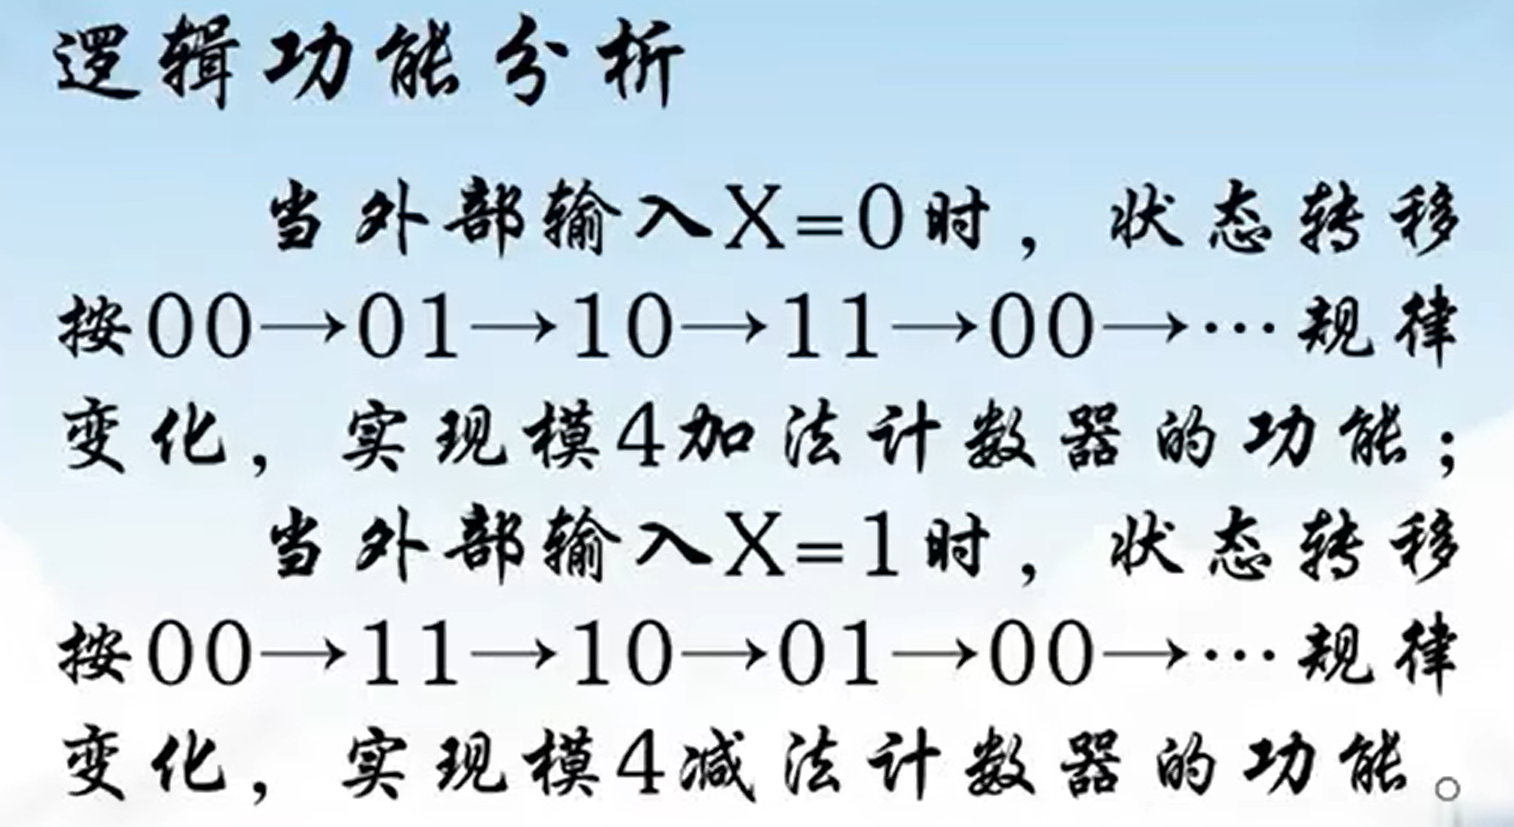 逻辑功能分析
当外部输入X=0时，状态转移
按00→01→10→11→00→…规律
变化，实现模4加法计数器的功能；
当外部输入X=1时，状态转移
按00→11→10→01→00→…规律
变化，实现模4减法计数器的功能。